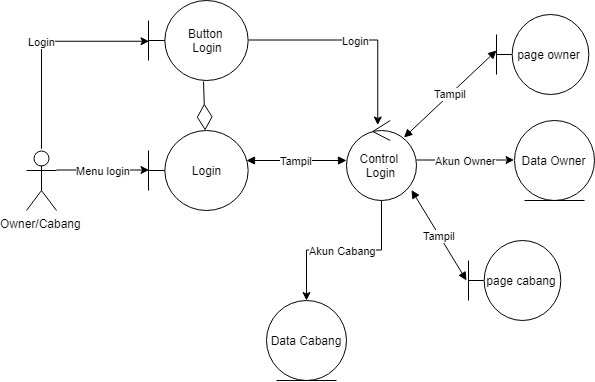 Button
Login
Login
Login
page owner
Tampil
Menu login
Login
Tampil
Control
Login
Akun Owner
Data Owner
Owner/Cabang
Tampil
Akun Cabang
page cabang
Data Cabang